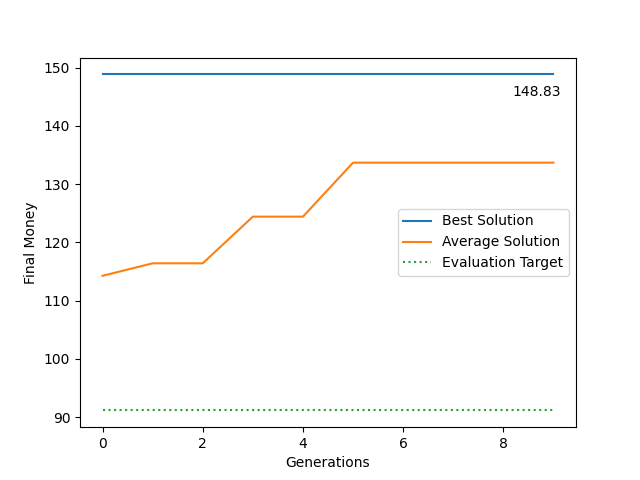 150
140
130
120
110
100
90
Final Money
148.83
Best Solution
Average Solution
Evaluation Target
0
2
4
6
8
Generations